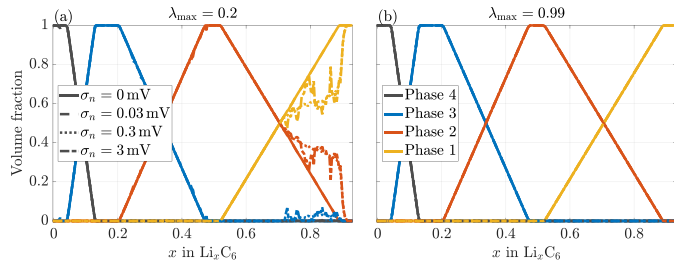 (a)
λmax = 0.2
Volume fraction
1
0.8
0.6
0.4
0.2
0
σn = 0 mV
σn = 0.03 mV
σn = 0.3 mV
σn = 3 mV
0 0.2 0.4 0.6 0.8
x in LixC6
(b)
λmax = 0.99
Phase 4
Phase 3
Phase 2
Phase 1
0 0.2 0.4 0.6 0.8
x in LixC6